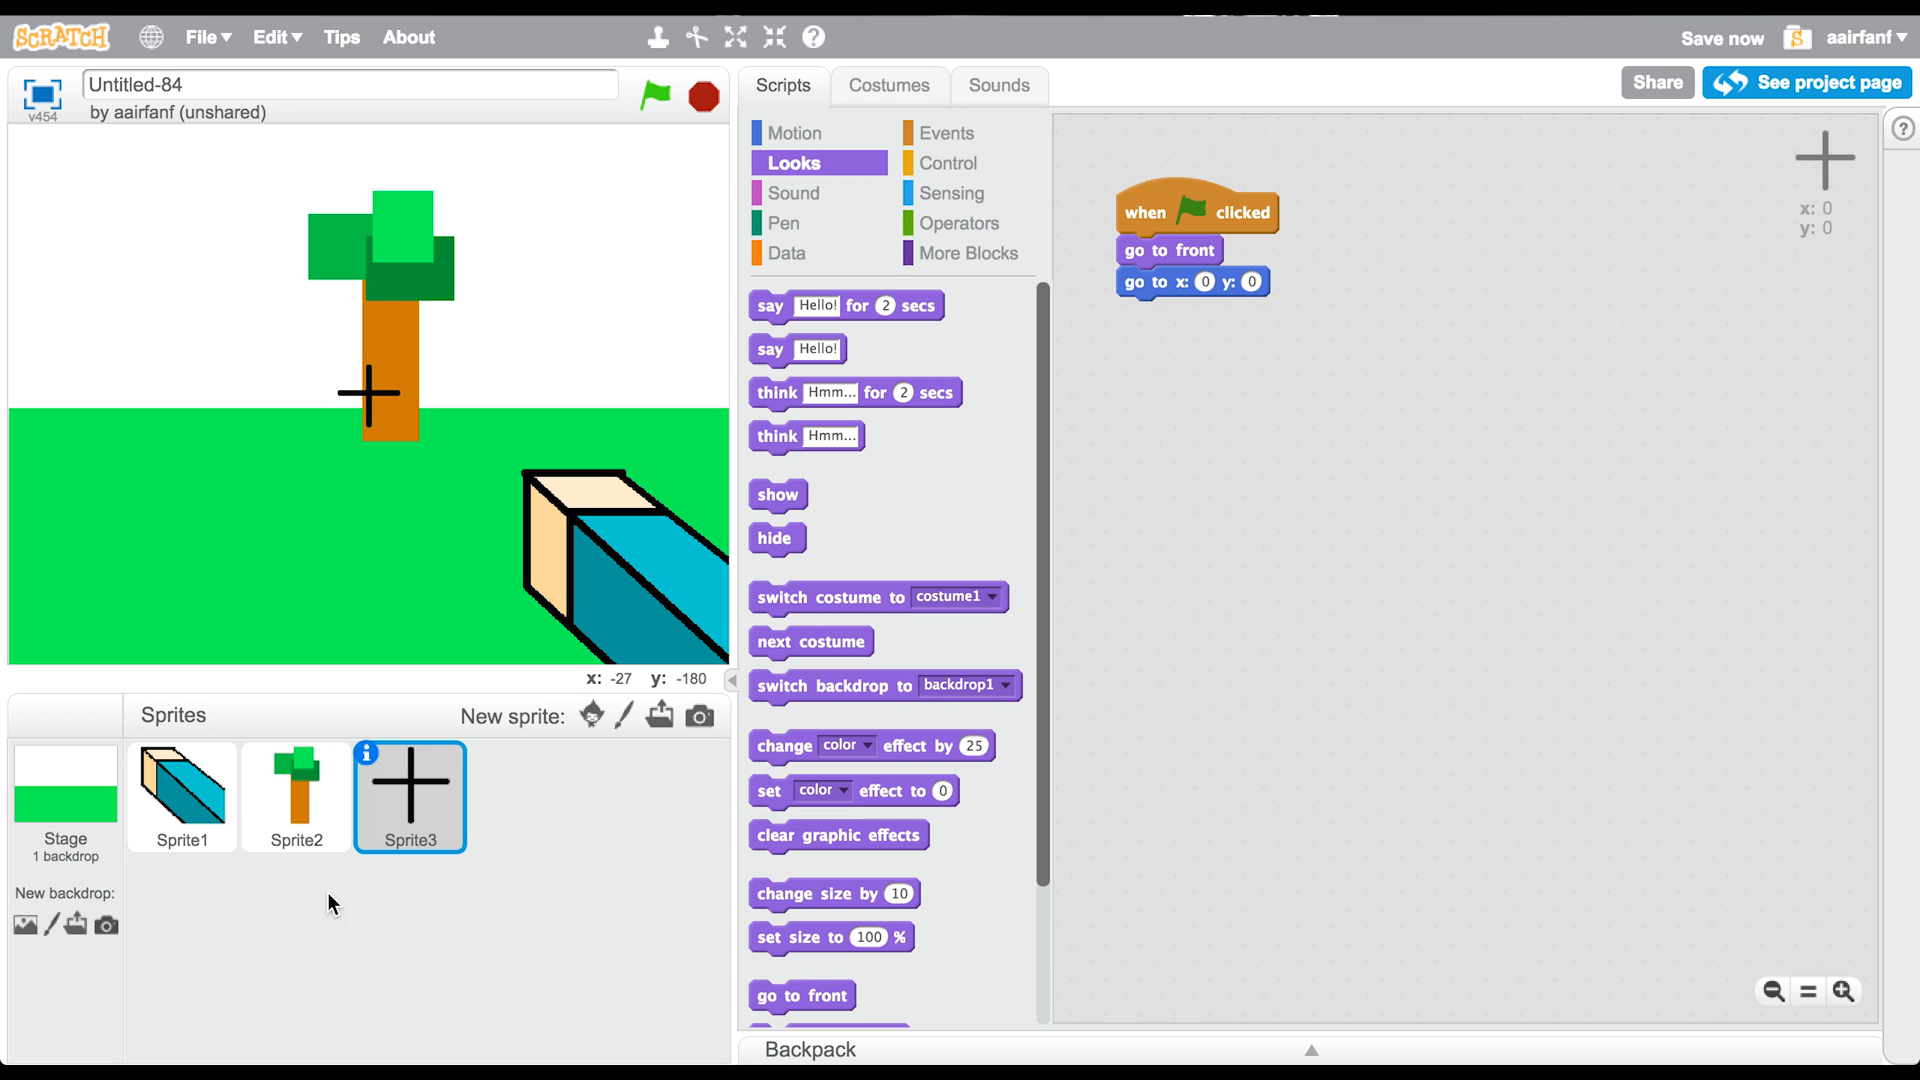 SCRATCH File Edit Tips About Save now aairfanf
v454 Untitled-84
by aairfanf (unshared)
Scripts Costumes Sounds Share See project page
Motion Events
Looks Control
Sound Sensing
Pen Operators
Data More Blocks
say Hello! for 2 secs
say Hello!
think Hmm... for 2 secs
think Hmm...
show
hide
switch costume to costume1
next costume
switch backdrop to backdrop1
change color effect by 25
set color effect to 0
clear graphic effects
change size by 10
set size to 100 %
go to front
when clicked
go to front
go to x: 0 y: 0
x: 0
y: 0
x: -27 y: -180
Sprites New sprite:
Stage
1 backdrop
New backdrop:
Sprite1 Sprite2 Sprite3
Backpack